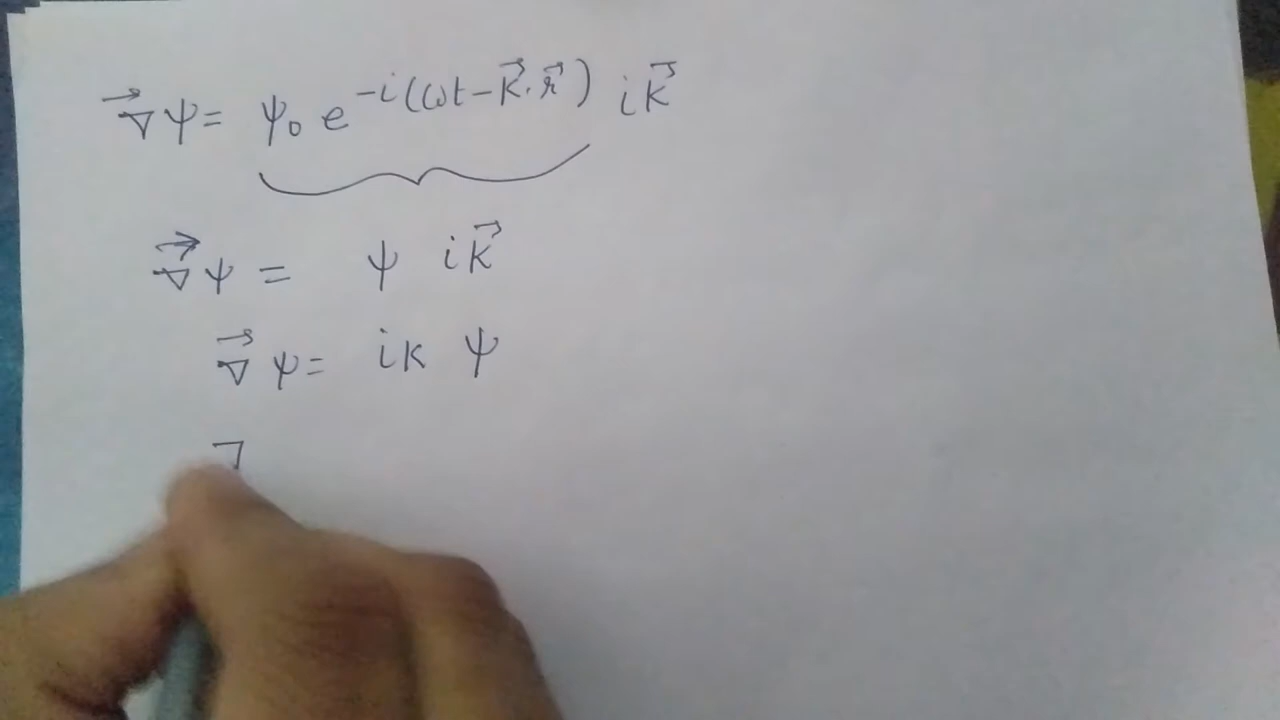 ∇⃗ψ = ψ₀ e^{-i(ωt - K⃗·r⃗)} iK⃗
∇⃗ψ = ψ iK⃗
∇⃗ψ = iK ψ